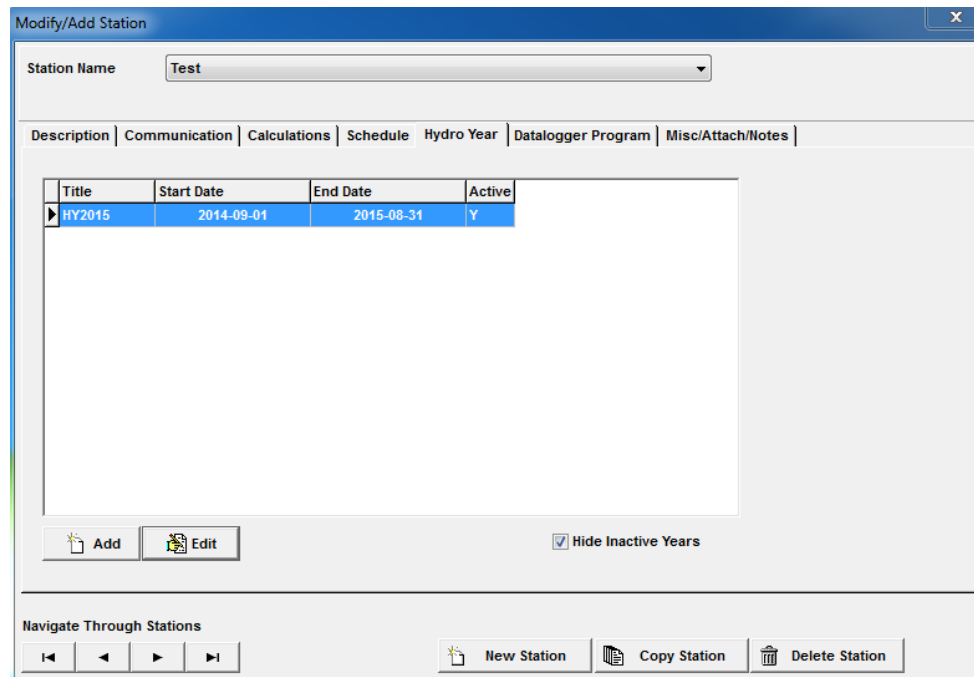 Modify/Add Station
x
Station Name Test
Description Communication Calculations Schedule Hydro Year Datalogger Program Misc/Attach/Notes
Title Start Date End Date Active
HY2015 2014-09-01 2015-08-31 Y
Add Edit Hide Inactive Years
Navigate Through Stations
New Station Copy Station Delete Station